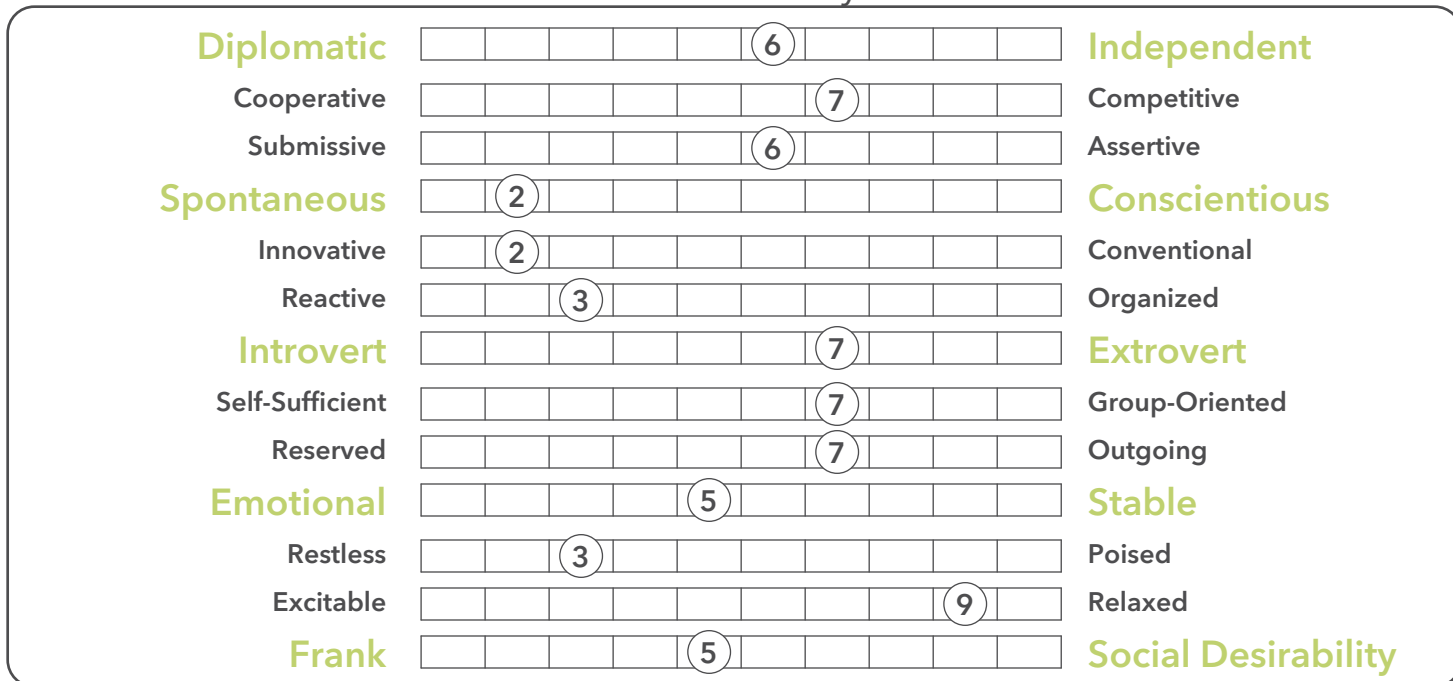 Diplomatic 6 Independent
Cooperative 7 Competitive
Submissive 6 Assertive
Spontaneous 2 Conscientious
Innovative 2 Conventional
Reactive 3 Organized
Introvert 7 Extrovert
Self-Sufficient 7 Group-Oriented
Reserved 7 Outgoing
Emotional 5 Stable
Restless 3 Poised
Excitable 9 Relaxed
Frank 5 Social Desirability